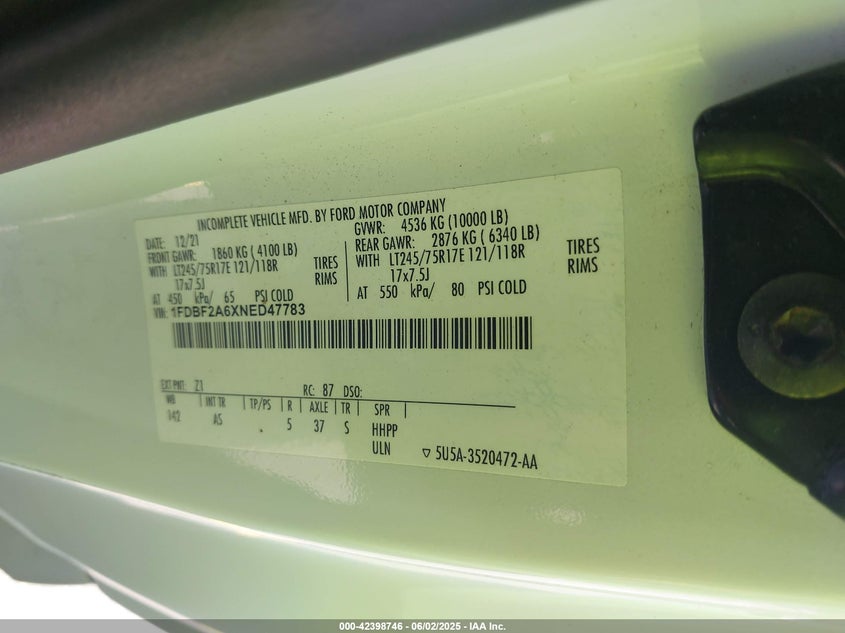 INCOMPLETE VEHICLE MFD. BY FORD MOTOR COMPANY
DATE: 12/21 GVWR: 4536 KG (10000 LB)
FRONT GAWR: 1860 KG ( 4100 LB) REAR GAWR: 2876 KG ( 6340 LB)
WITH LT245/75R17E 121/118R TIRES WITH LT245/75R17E 121/118R TIRES
17x7.5J RIMS 17x7.5J RIMS
AT 450 kPa/ 65 PSI COLD AT 550 kPa/ 80 PSI COLD
VIN: 1FDBF2A6XNED47783
EXT PNT: Z1 RC: 87 DSO:
WB | INT TR | TP/PS | R | AXLE | TR | SPR |
142 AS 5 37 S HHPP
ULN ▽ 5U5A-3520472-AA
000-42398746 - 06/02/2025 - IAA Inc.